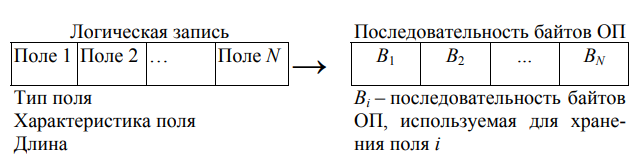 Логическая запись
Последовательность байтов ОП
Поле 1 Поле 2 … Поле N → B1 B2 ... BN
Тип поля
Характеристика поля
Длина
Bi – последовательность байтов
ОП, используемая для хране-
ния поля i